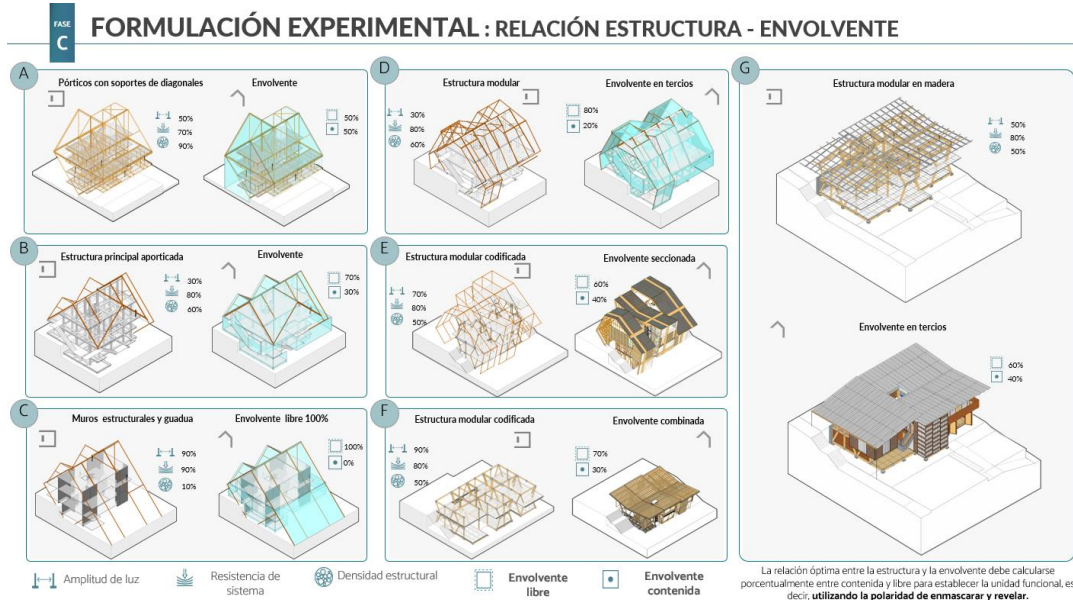 FASE
C
FORMULACIÓN EXPERIMENTAL : RELACIÓN ESTRUCTURA - ENVOLVENTE
A
Pórticos con soportes de diagonales
50%
70%
90%
Envolvente
50%
50%
B
Estructura principal aporticada
30%
80%
60%
Envolvente
70%
30%
C
Muros estructurales y guadua
90%
90%
10%
Envolvente libre 100%
100%
0%
D
Estructura modular
30%
80%
60%
Envolvente en tercios
80%
20%
E
Estructura modular codificada
70%
80%
50%
Envolvente seccionada
60%
40%
F
Estructura modular codificada
90%
80%
50%
Envolvente combinada
70%
30%
G
Estructura modular en madera
50%
80%
50%
Envolvente en tercios
60%
40%
Amplitud de luz
Resistencia de
sistema
Densidad estructural
Envolvente
libre
Envolvente
contenida
La relación óptima entre la estructura y la envolvente debe calcularse
porcentualmente entre contenida y libre para establecer la unidad funcional, es
decir, utilizando la polaridad de enmascarar y revelar.